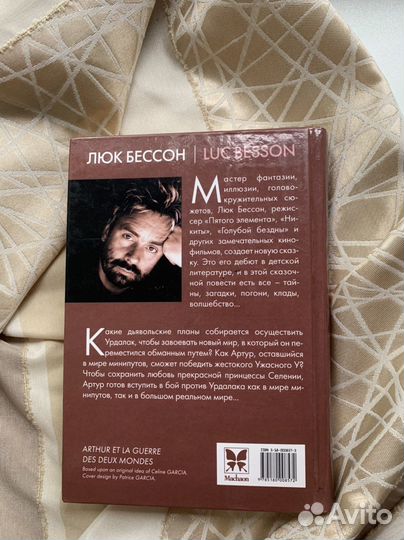 ЛЮК БЕССОН | LUC BESSON
Мастер фантазии,
иллюзии, голово-
кружительных сю-
жетов, Люк Бессон, режис-
сер «Пятого элемента», «Ни-
киты», «Голубой бездны» и
других замечательных кино-
фильмов, создает новую сказ-
ку. Это его дебют в детской
литературе, и в этой сказочной
повести есть все – тай-
ны, загадки, погони, клады,
волшебство...
Какие дьявольские планы собирается осуществить
Урдалак, чтобы завоевать новый мир, в который он пе-
реместился обманным путем? Как Артур, оставшийся
в мире минипутов, сможет победить жестокого Ужасного У?
Чтобы сохранить любовь прекрасной принцессы Селении,
Артур готов вступить в бой против Урдалака как в мире ми-
нипутов, так и в большом реальном мире...
ARTHUR ET LA GUERRE
DES DEUX MONDES
Based upon an original idea of Celine GARCIA.
Cover design by Patrice GARCIA.
Machaon
Avito